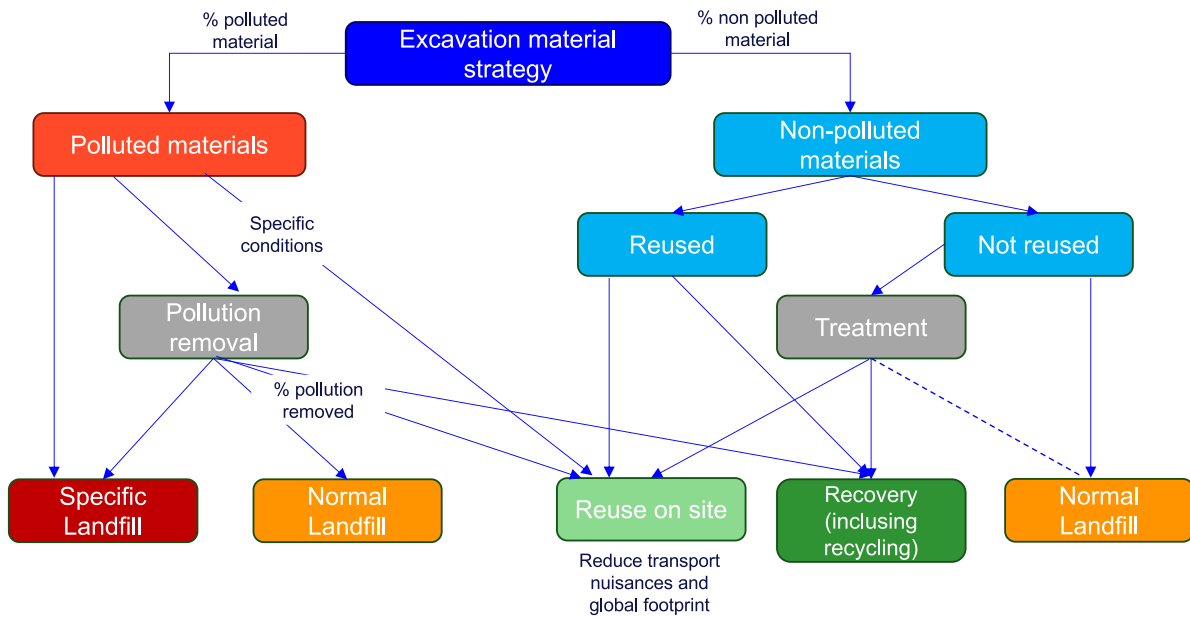 % polluted
material
Excavation material
strategy
% non polluted
material
Polluted materials
Non-polluted
materials
Specific
conditions
Reused
Not reused
Pollution
removal
Treatment
% pollution
removed
Specific
Landfill
Normal
Landfill
Reuse on site
Recovery
(inclusing
recycling)
Normal
Landfill
Reduce transport
nuisances and
global footprint